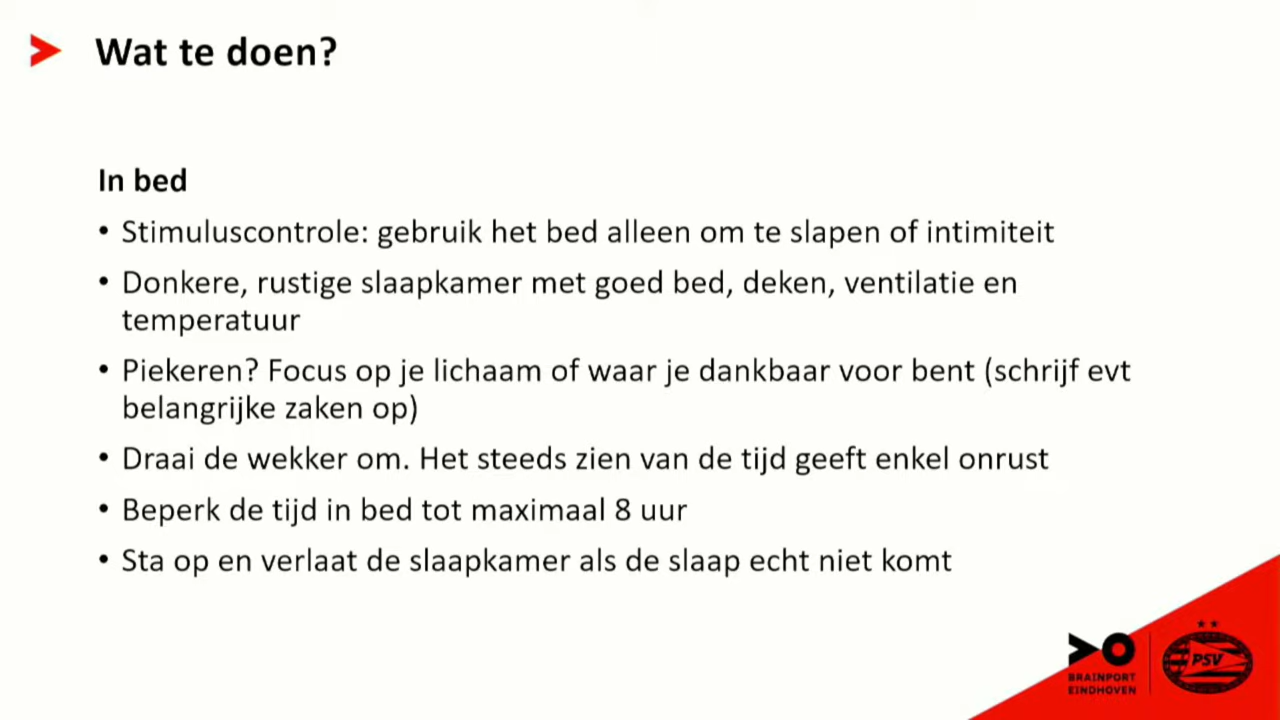 Wat te doen?
In bed
• Stimuluscontrole: gebruik het bed alleen om te slapen of intimiteit
• Donkere, rustige slaapkamer met goed bed, deken, ventilatie en
temperatuur
• Piekeren? Focus op je lichaam of waar je dankbaar voor bent (schrijf evt
belangrijke zaken op)
• Draai de wekker om. Het steeds zien van de tijd geeft enkel onrust
• Beperk de tijd in bed tot maximaal 8 uur
• Sta op en verlaat de slaapkamer als de slaap echt niet komt
BRAINPORT
EINDHOVEN
PSV